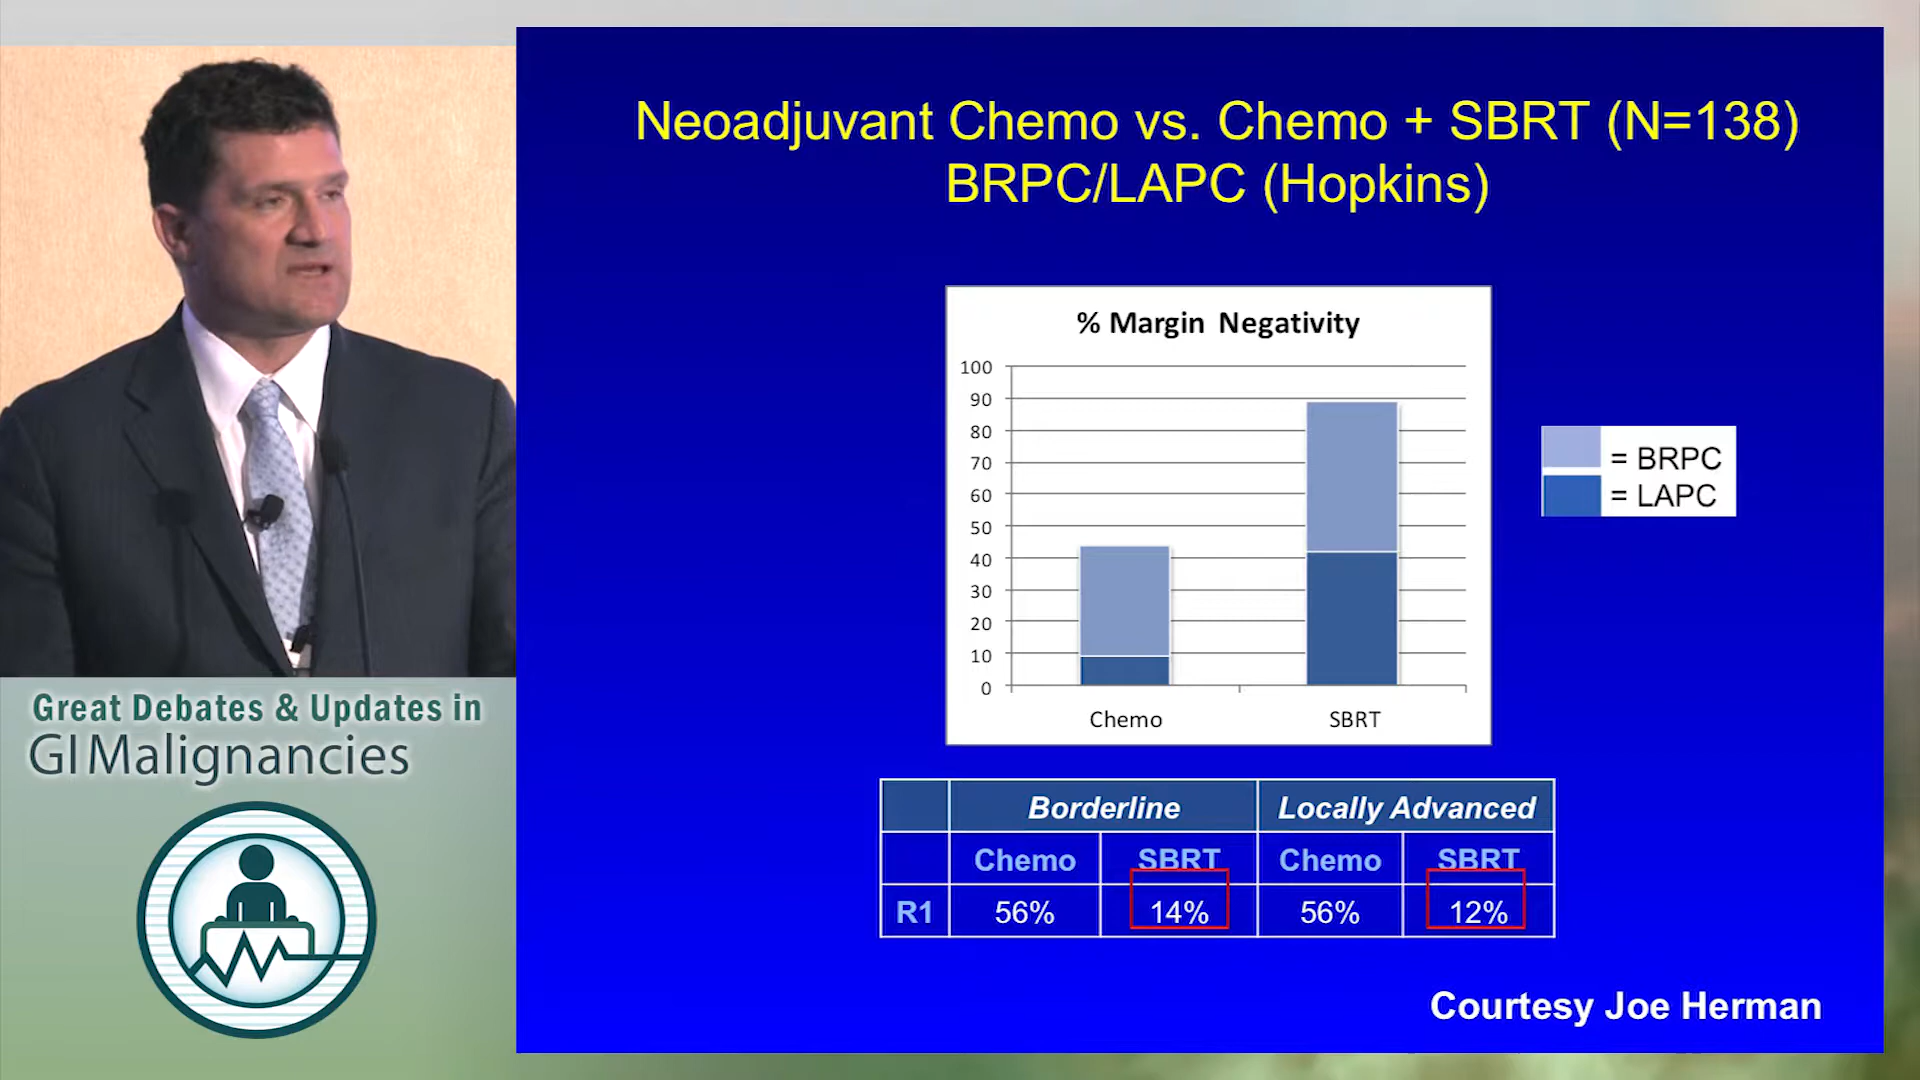 Neoadjuvant Chemo vs. Chemo + SBRT (N=138)
BRPC/LAPC (Hopkins)
% Margin Negativity
100
90
80
70
60
50
40
30
20
10
0
Chemo SBRT
= BRPC
= LAPC
Borderline Locally Advanced
Chemo SBRT Chemo SBRT
R1 56% 14% 56% 12%
Courtesy Joe Herman
Great Debates & Updates in
GI Malignancies